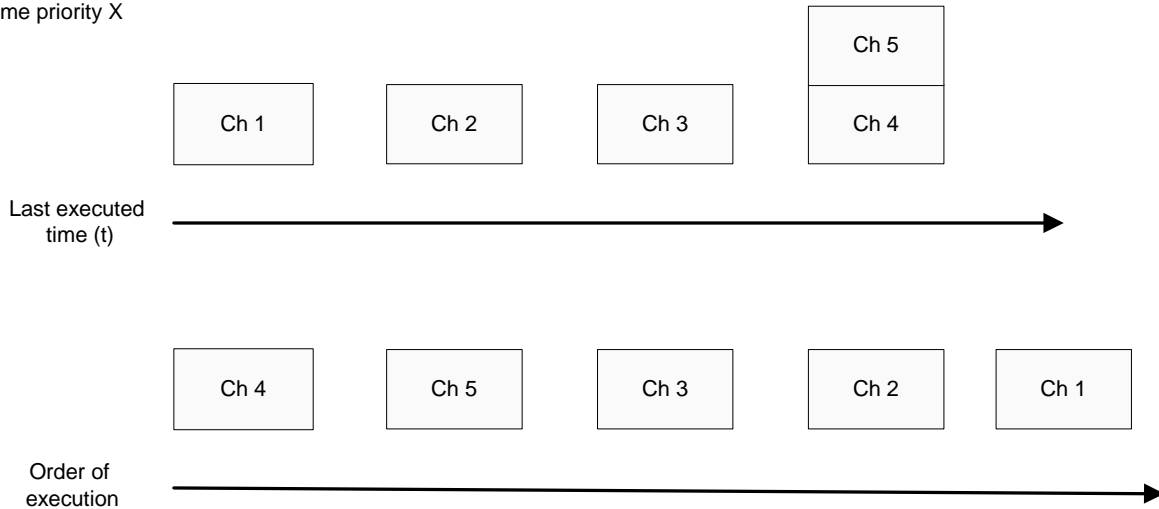 me priority X
Ch 5
Ch 1
Ch 2
Ch 3
Ch 4
Last executed
time (t)
Ch 4
Ch 5
Ch 3
Ch 2
Ch 1
Order of
execution